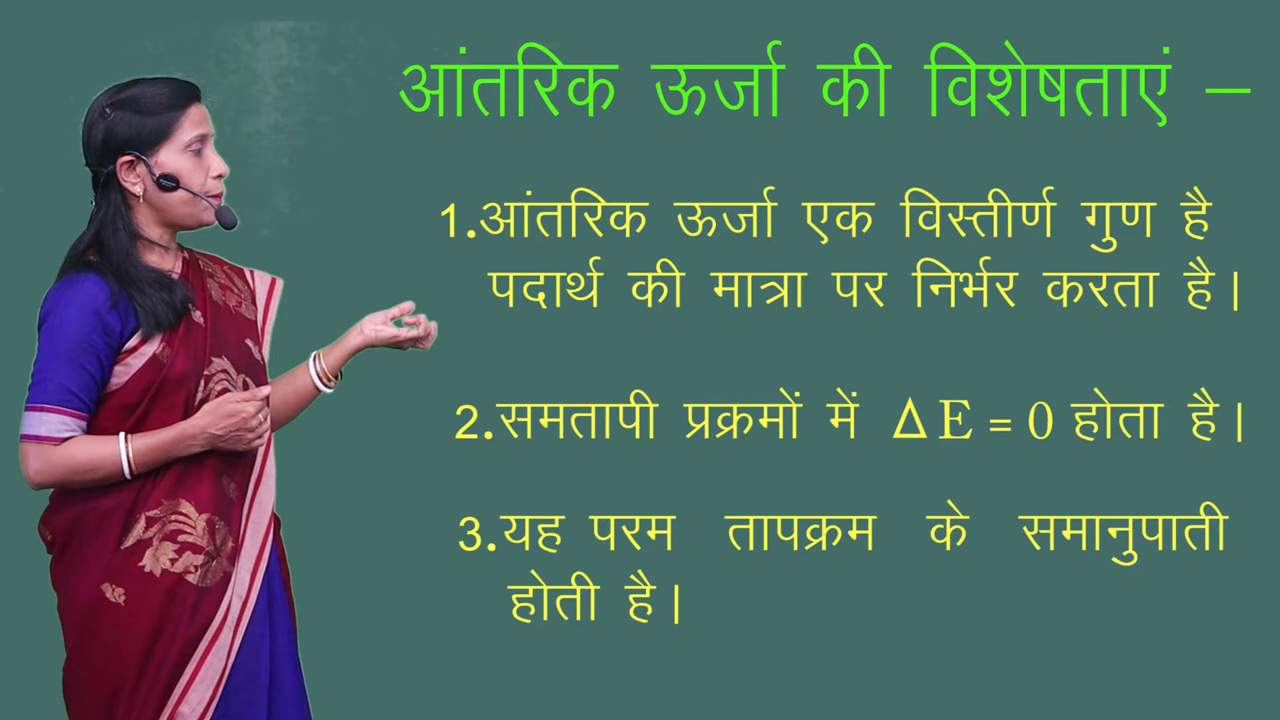 आंतरिक ऊर्जा की विशेषताएं –
1.आंतरिक ऊर्जा एक विस्तीर्ण गुण है
पदार्थ की मात्रा पर निर्भर करता है।
2.समतापी प्रक्रमों में Δ E = 0 होता है।
3.यह परम तापक्रम के समानुपाती
होती है।